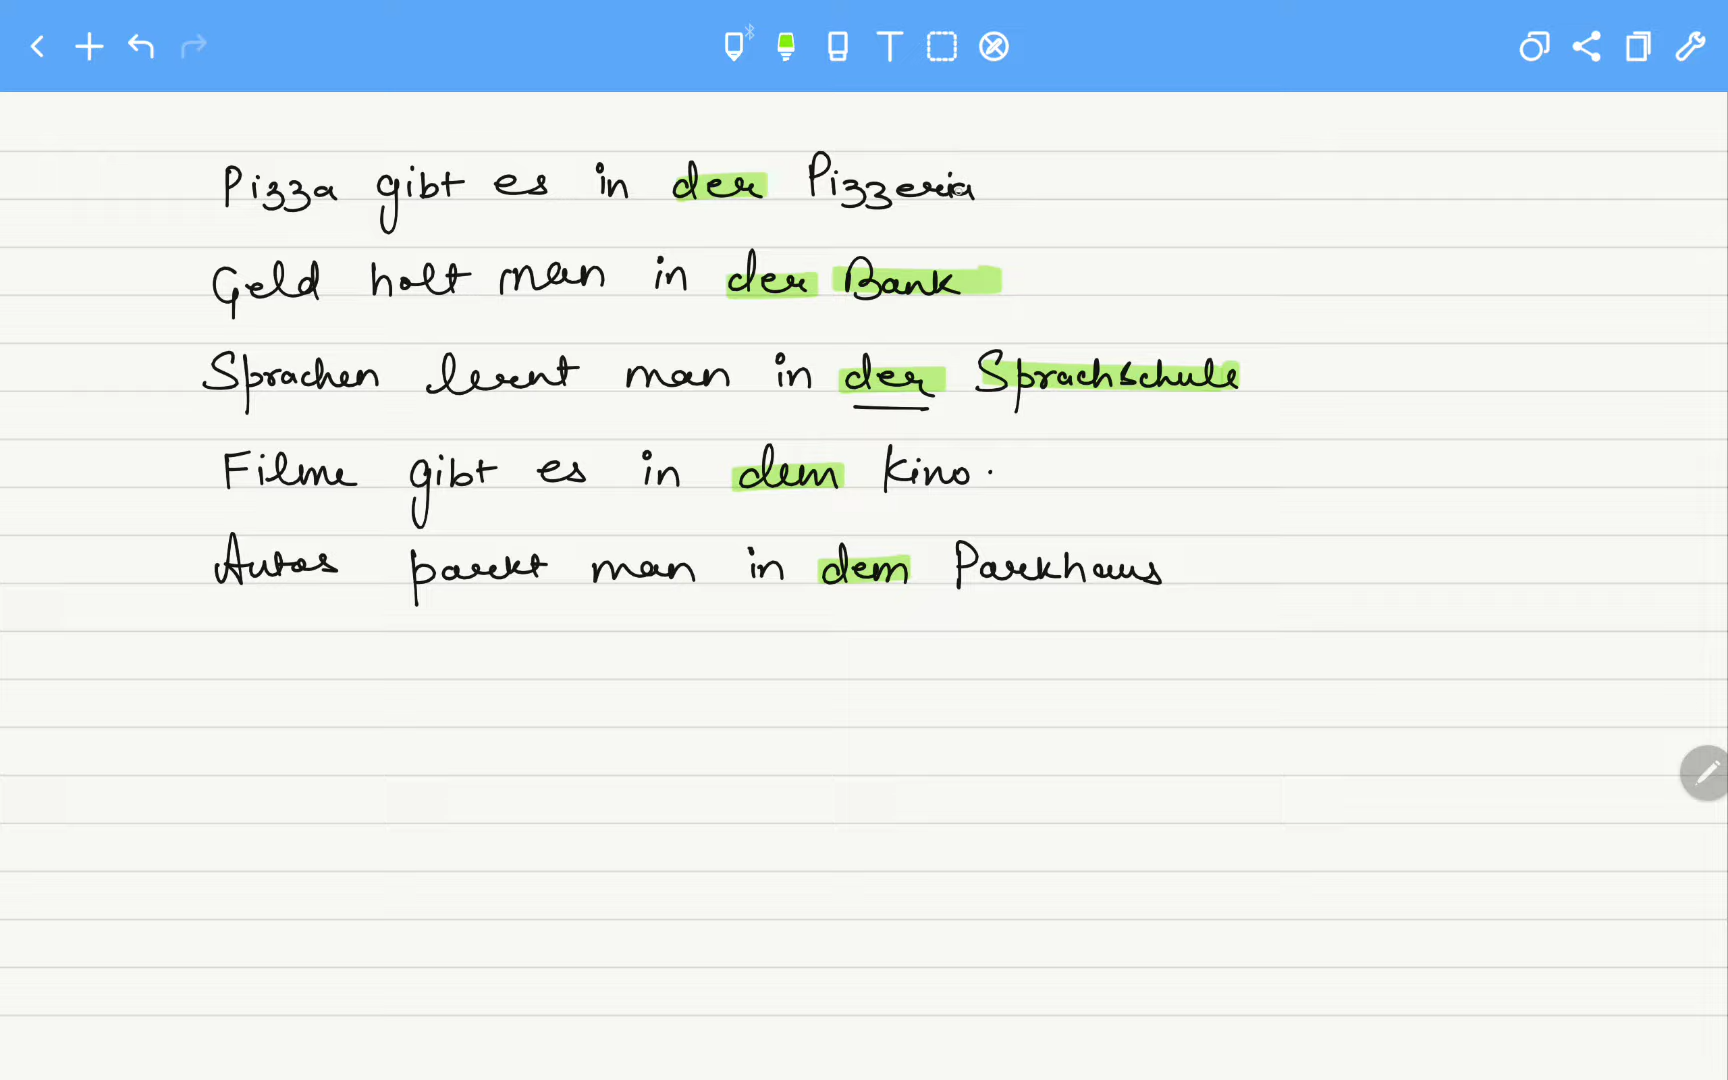 Pizza gibt es in der Pizzeria
Geld holt man in der Bank
Sprachen lernt man in der Sprachschule
Filme gibt es in dem Kino.
Autos parkt man in dem Parkhaus